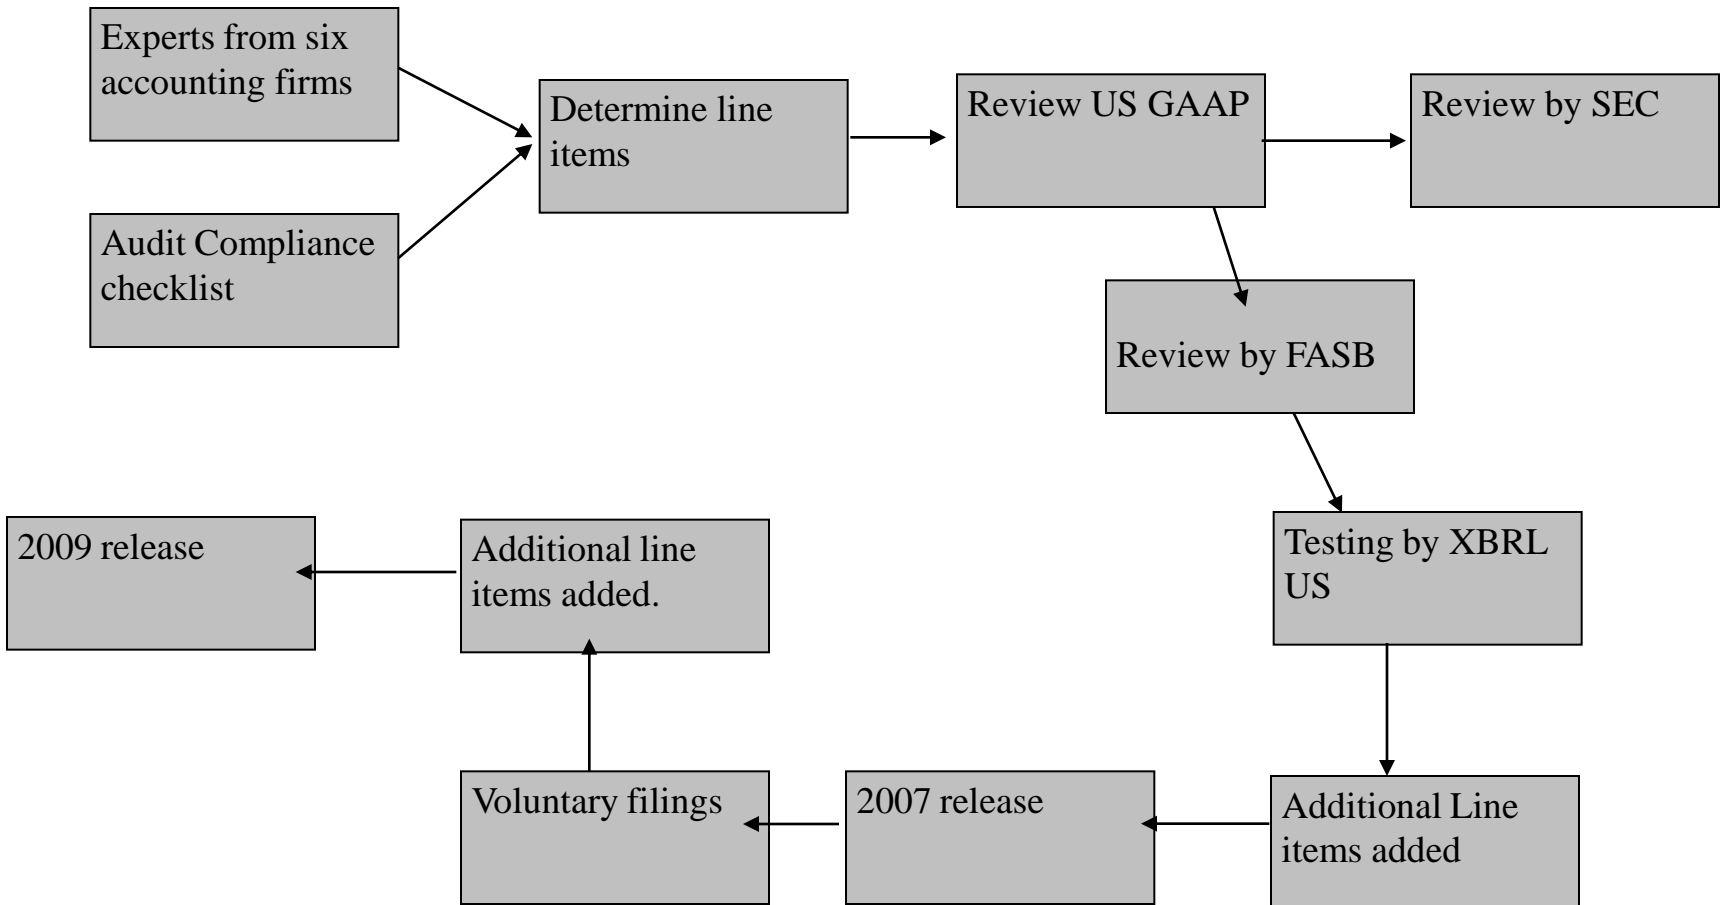 Experts from six
accounting firms
Audit Compliance
checklist
Determine line
items
Review US GAAP
Review by SEC
Review by FASB
Testing by XBRL
US
Additional Line
items added
2007 release
Voluntary filings
Additional line
items added.
2009 release